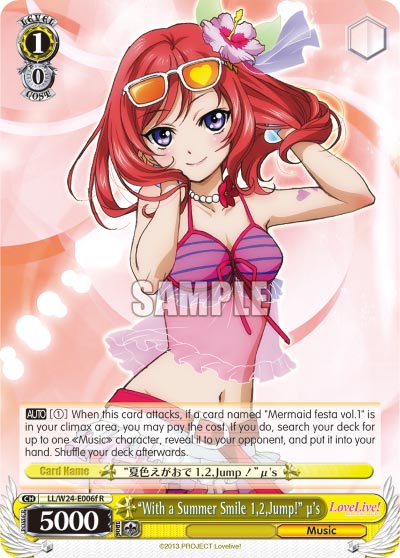 LEVEL
1
0
COST
SAMPLE
AUTO [①] When this card attacks, if a card named "Mermaid festa vol.1" is
in your climax area, you may pay the cost. If you do, search your deck for
up to one «Music» character, reveal it to your opponent, and put it into your
hand. Shuffle your deck afterwards.
Card Name "夏色えがおで 1,2,Jump！" μ's
CH LL/W24-E006FR
"With a Summer Smile 1,2,Jump!" μ's LoveLive!
POWER 5000 SOUL Music
©2013 PROJECT Lovelive!